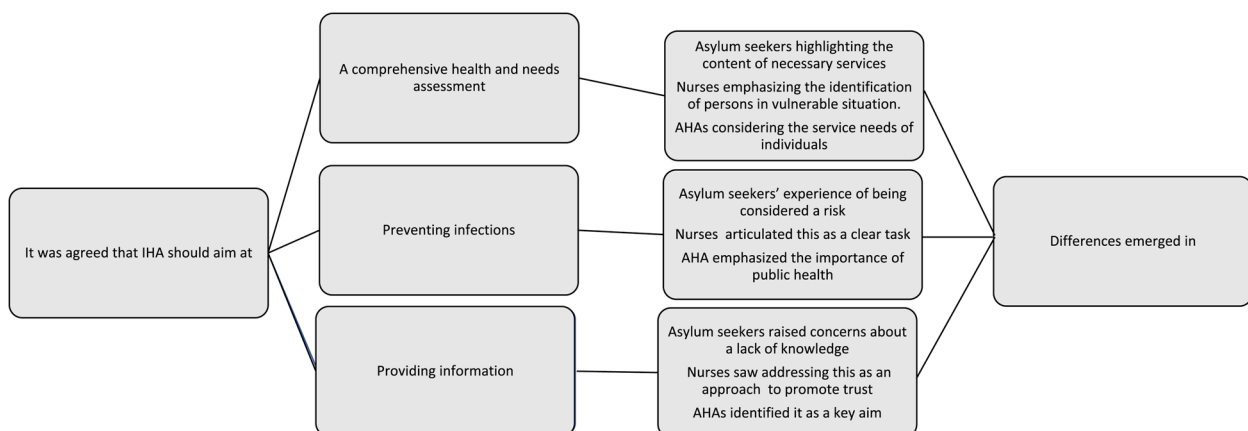 It was agreed that IHA should aim at
A comprehensive health and needs
assessment
Preventing infections
Providing information
Asylum seekers highlighting the
content of necessary services
Nurses emphasizing the identification
of persons in vulnerable situation.
AHAs considering the service needs of
individuals
Asylum seekers’ experience of being
considered a risk
Nurses articulated this as a clear task
AHA emphasized the importance of
public health
Asylum seekers raised concerns about
a lack of knowledge
Nurses saw addressing this as an
approach to promote trust
AHAs identified it as a key aim
Differences emerged in